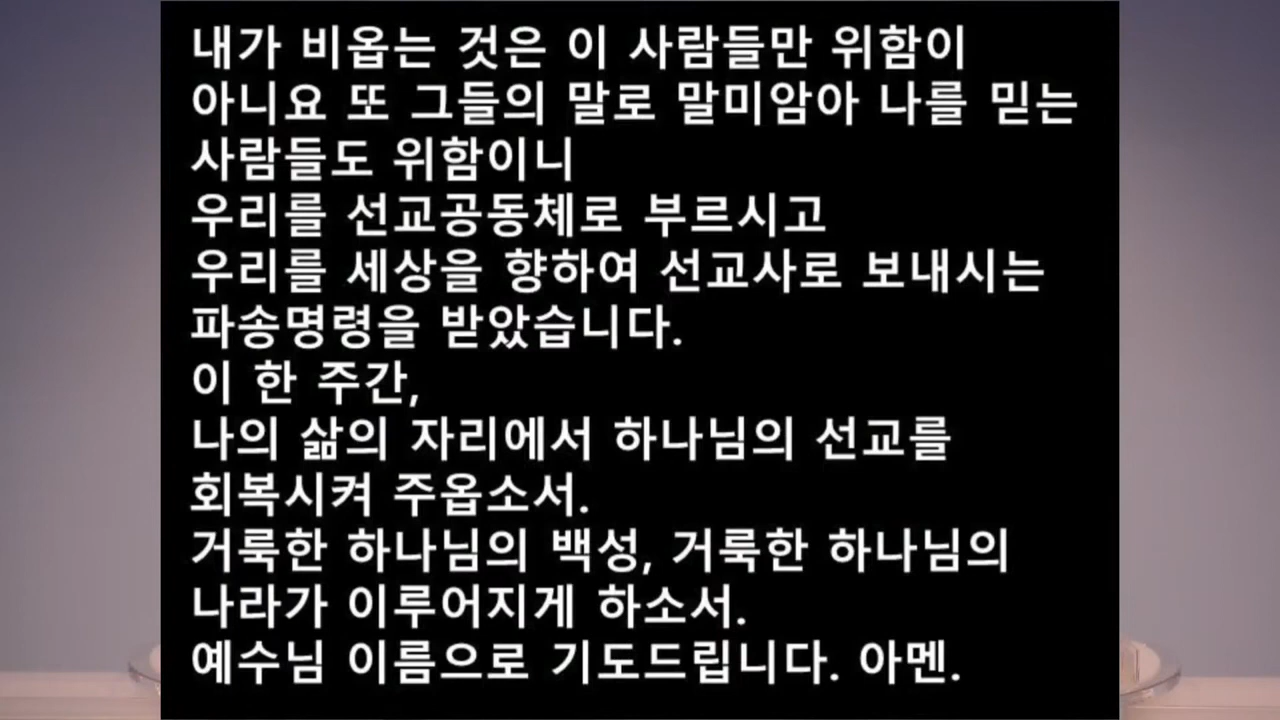 내가 비옵는 것은 이 사람들만 위함이
아니요 또 그들의 말로 말미암아 나를 믿는
사람들도 위함이니
우리를 선교공동체로 부르시고
우리를 세상을 향하여 선교사로 보내시는
파송명령을 받았습니다.
이 한 주간,
나의 삶의 자리에서 하나님의 선교를
회복시켜 주옵소서.
거룩한 하나님의 백성, 거룩한 하나님의
나라가 이루어지게 하소서.
예수님 이름으로 기도드립니다. 아멘.